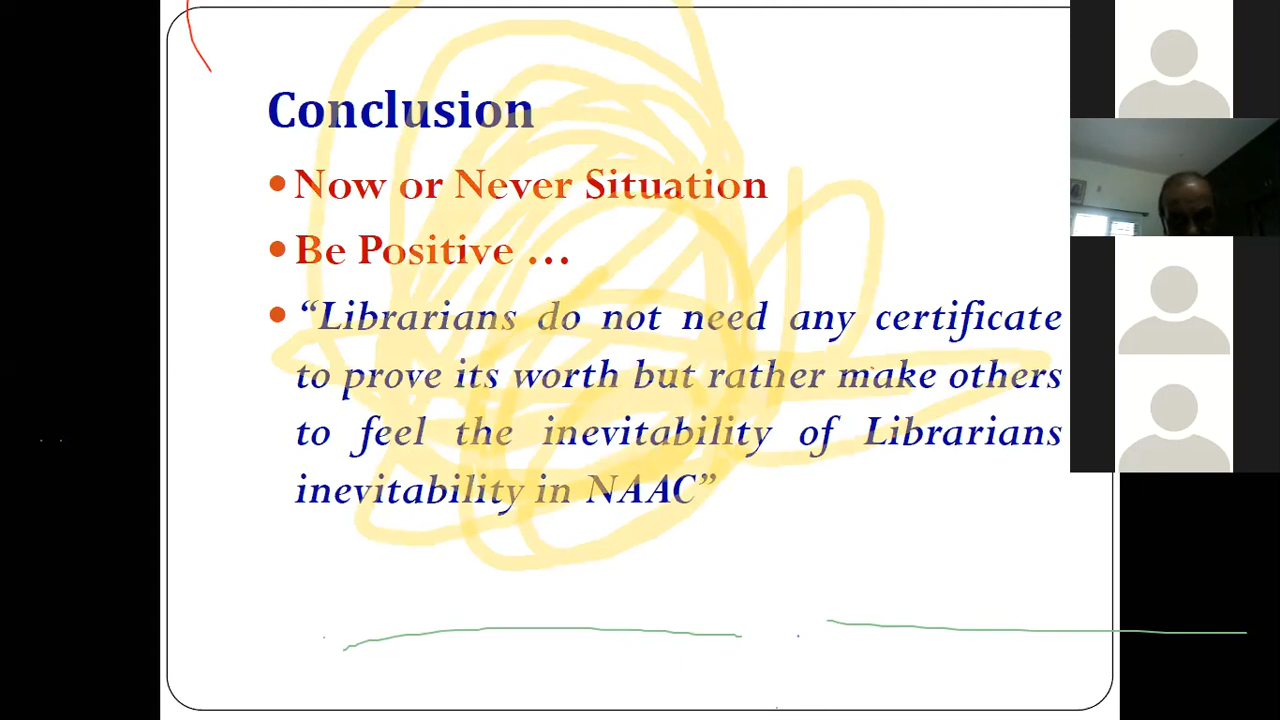 Conclusion
• Now or Never Situation
• Be Positive …
• “Librarians do not need any certificate
to prove its worth but rather make others
to feel the inevitability of Librarians
inevitability in NAAC”